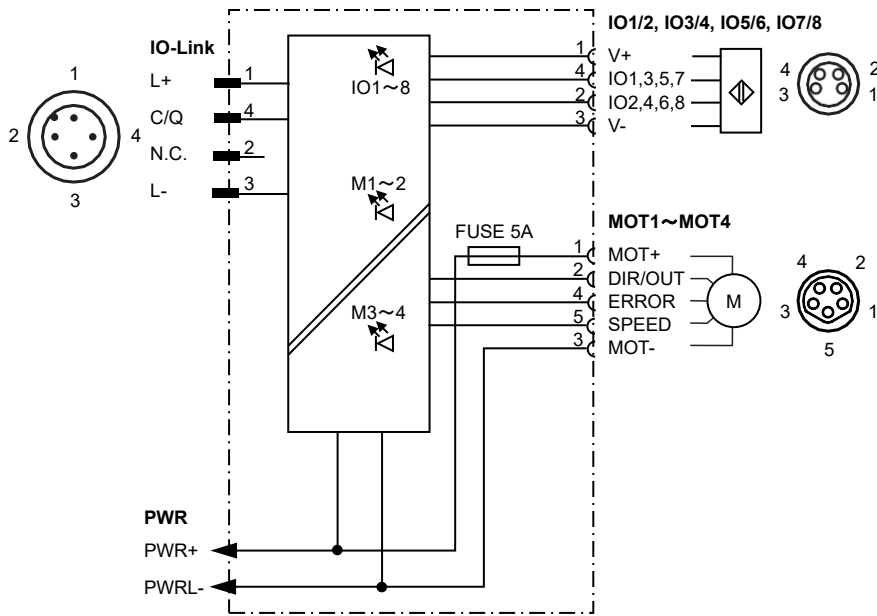 IO-Link
L+ 1
C/Q 4
N.C. 2
L- 3
1
2 4
3
IO1～8
M1～2
M3～4
IO1/2, IO3/4, IO5/6, IO7/8
1 V+
4 IO1,3,5,7
2 IO2,4,6,8
3 V-
4 2
3 1
FUSE 5A
MOT1～MOT4
1 MOT+
2 DIR/OUT
4 ERROR
5 SPEED
3 MOT-
M
4 2
3 1
5
PWR
PWR+
PWRL-